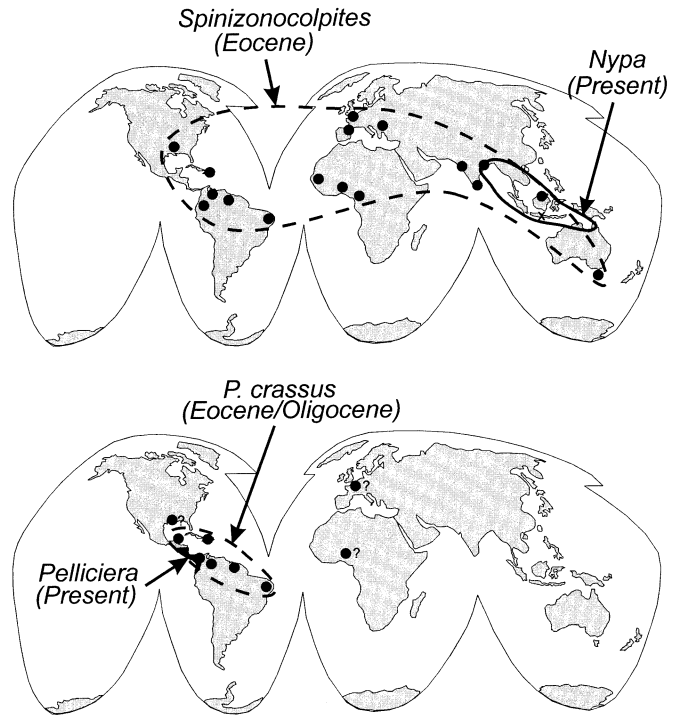 Spinizonocolpites
(Eocene)
Nypa
(Present)
x
P. crassus
(Eocene/Oligocene)
?
?
?
Pelliciera
(Present)